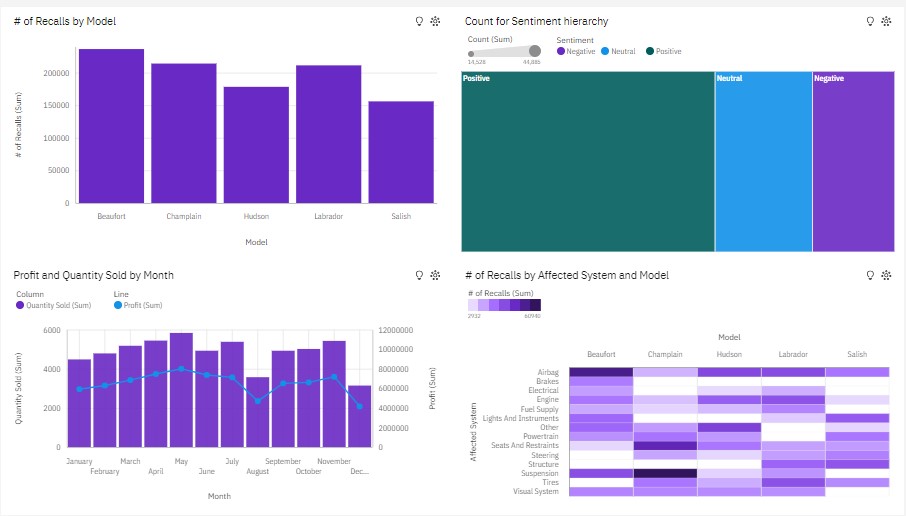 # of Recalls by Model
# of Recalls (Sum)
200000
150000
100000
50000
0
Beaufort Champlain Hudson Labrador Salish
Model
Count for Sentiment hierarchy
Count (Sum)
14,528 44,885
Sentiment
Negative Neutral Positive
Positive Neutral Negative
Profit and Quantity Sold by Month
Column Line
Quantity Sold (Sum) Profit (Sum)
Quantity Sold (Sum)
6000
4000
2000
0
12000000
10000000
8000000
6000000
4000000
2000000
0
Profit (Sum)
January March May July September November
February April June August October Dec...
Month
# of Recalls by Affected System and Model
# of Recalls (Sum)
2932 60940
Model
Beaufort Champlain Hudson Labrador Salish
Affected System
Airbag
Brakes
Electrical
Engine
Fuel Supply
Lights And Instruments
Other
Powertrain
Seats And Restraints
Steering
Structure
Suspension
Tires
Visual System